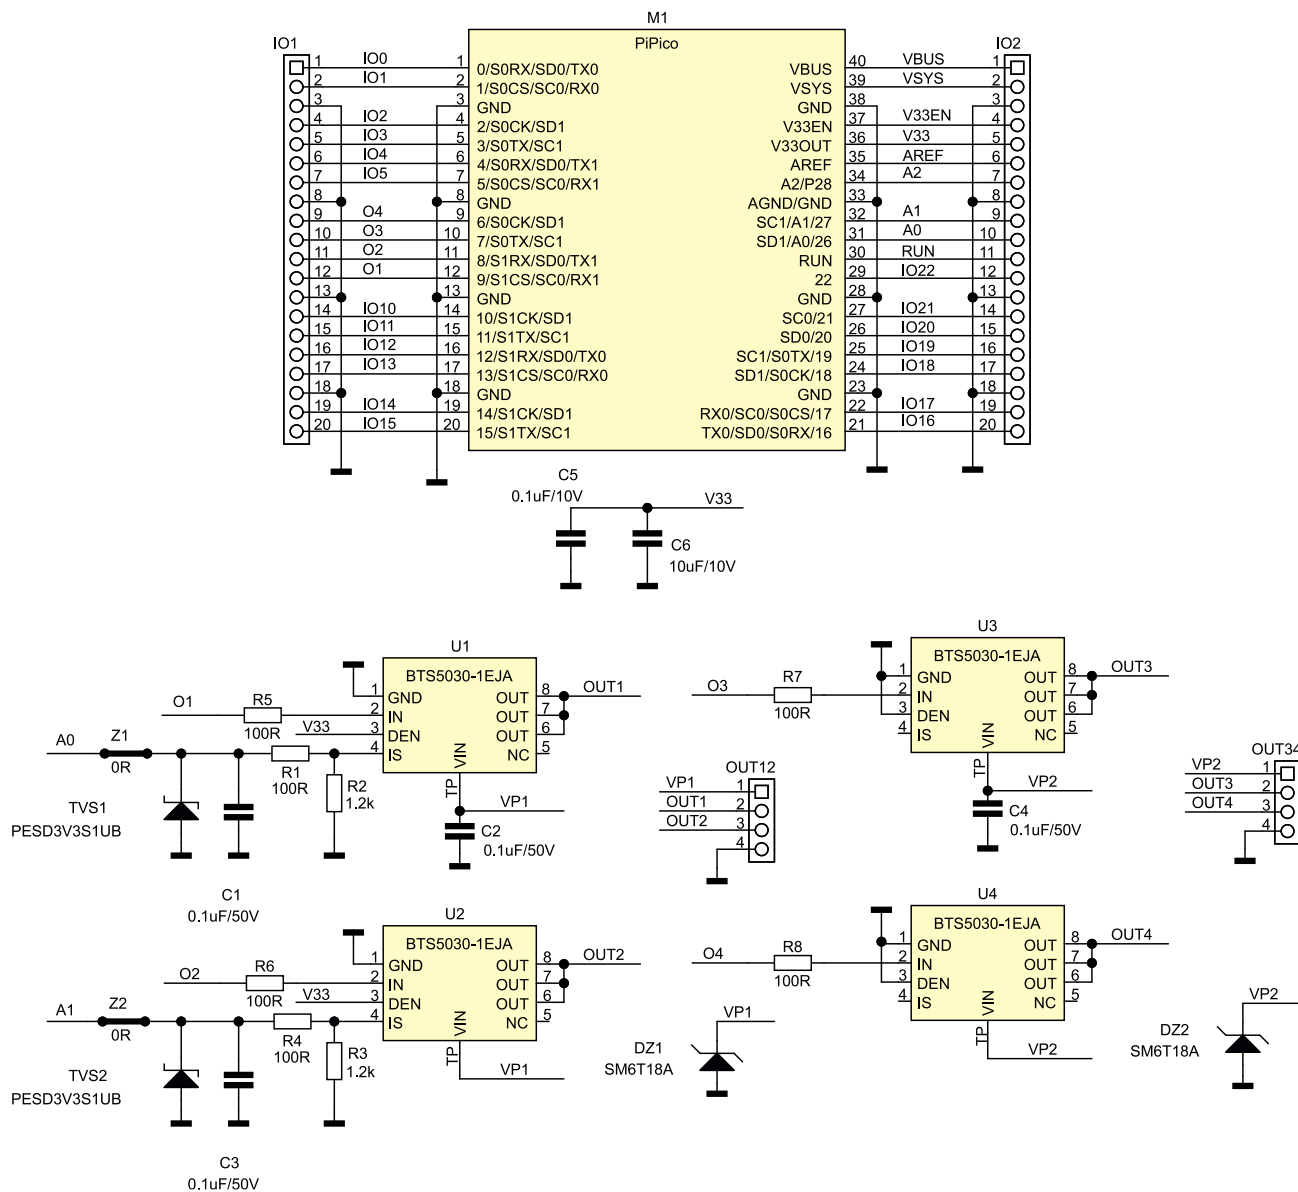 M1
IO1 PiPico IO2
1 IO0 1 0/S0RX/SD0/TX0 VBUS 40 VBUS 1
2 IO1 2 1/S0CS/SC0/RX0 VSYS 39 VSYS 2
3 3 GND GND 38 3
4 IO2 4 2/S0CK/SD1 V33EN 37 V33EN 4
5 IO3 5 3/S0TX/SC1 V33OUT 36 V33 5
6 IO4 6 4/S0RX/SD0/TX1 AREF 35 AREF 6
7 IO5 7 5/S0CS/SC0/RX1 A2/P28 34 A2 7
8 8 GND AGND/GND 33 8
9 O4 9 6/S0CK/SD1 SC1/A1/27 32 A1 9
10 O3 10 7/S0TX/SC1 SD1/A0/26 31 A0 10
11 O2 11 8/S1RX/SD0/TX1 RUN 30 RUN 11
12 O1 12 9/S1CS/SC0/RX1 22 29 IO22 12
13 13 GND GND 28 13
14 IO10 14 10/S1CK/SD1 SC0/21 27 IO21 14
15 IO11 15 11/S1TX/SC1 SD0/20 26 IO20 15
16 IO12 16 12/S1RX/SD0/TX0 SC1/S0TX/19 25 IO19 16
17 IO13 17 13/S1CS/SC0/RX0 SD1/S0CK/18 24 IO18 17
18 18 GND GND 23 18
19 IO14 19 14/S1CK/SD1 RX0/SC0/S0CS/17 22 IO17 19
20 IO15 20 15/S1TX/SC1 TX0/SD0/S0RX/16 21 IO16 20
C5
0.1uF/10V V33
C6
10uF/10V
U1
BTS5030-1EJA
1 GND OUT 8 OUT1
O1 R5 2 IN OUT 7
100R V33 3 DEN OUT 6
A0 Z1 4 IS VIN NC 5
0R R1 100R R2 1.2k TP VP1
TVS1
PESD3V3S1UB
C2
0.1uF/50V
C1
0.1uF/50V
OUT12
VP1 1
OUT1 2
OUT2 3
4
U3
BTS5030-1EJA
1 GND OUT 8 OUT3
O3 R7 2 IN OUT 7
100R 3 DEN OUT 6
4 IS VIN NC 5
TP VP2
C4
0.1uF/50V
OUT34
VP2 1
OUT3 2
OUT4 3
4
U2
BTS5030-1EJA
1 GND OUT 8 OUT2
O2 R6 2 IN OUT 7
100R V33 3 DEN OUT 6
A1 Z2 4 IS VIN NC 5
0R R4 100R R3 1.2k TP VP1
TVS2
PESD3V3S1UB
C3
0.1uF/50V
VP1
DZ1
SM6T18A
U4
BTS5030-1EJA
1 GND OUT 8 OUT4
O4 R8 2 IN OUT 7
100R 3 DEN OUT 6
4 IS VIN NC 5
TP VP2
VP2
DZ2
SM6T18A